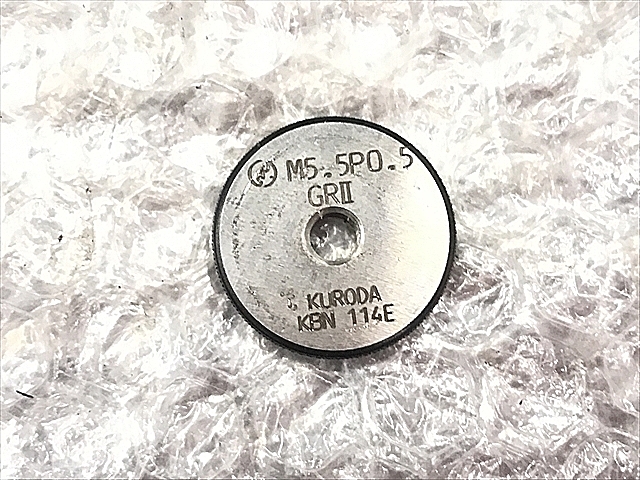 M5.5P0.5
GRII
KURODA
KBN 114E